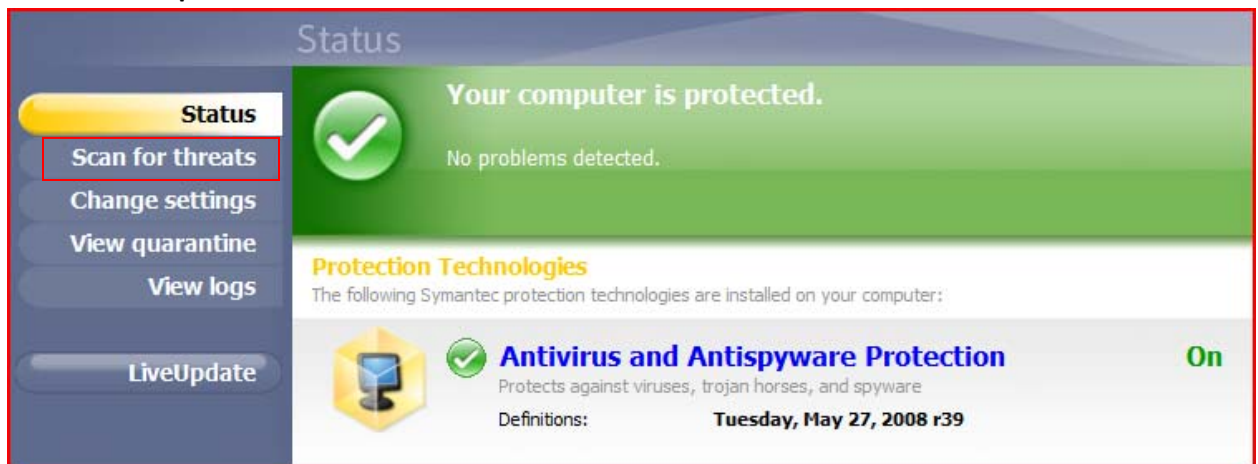 Status
Status
Scan for threats
Change settings
View quarantine
View logs
LiveUpdate
Your computer is protected.
No problems detected.
Protection Technologies
The following Symantec protection technologies are installed on your computer:
Antivirus and Antispyware Protection On
Protects against viruses, trojan horses, and spyware
Definitions: Tuesday, May 27, 2008 r39